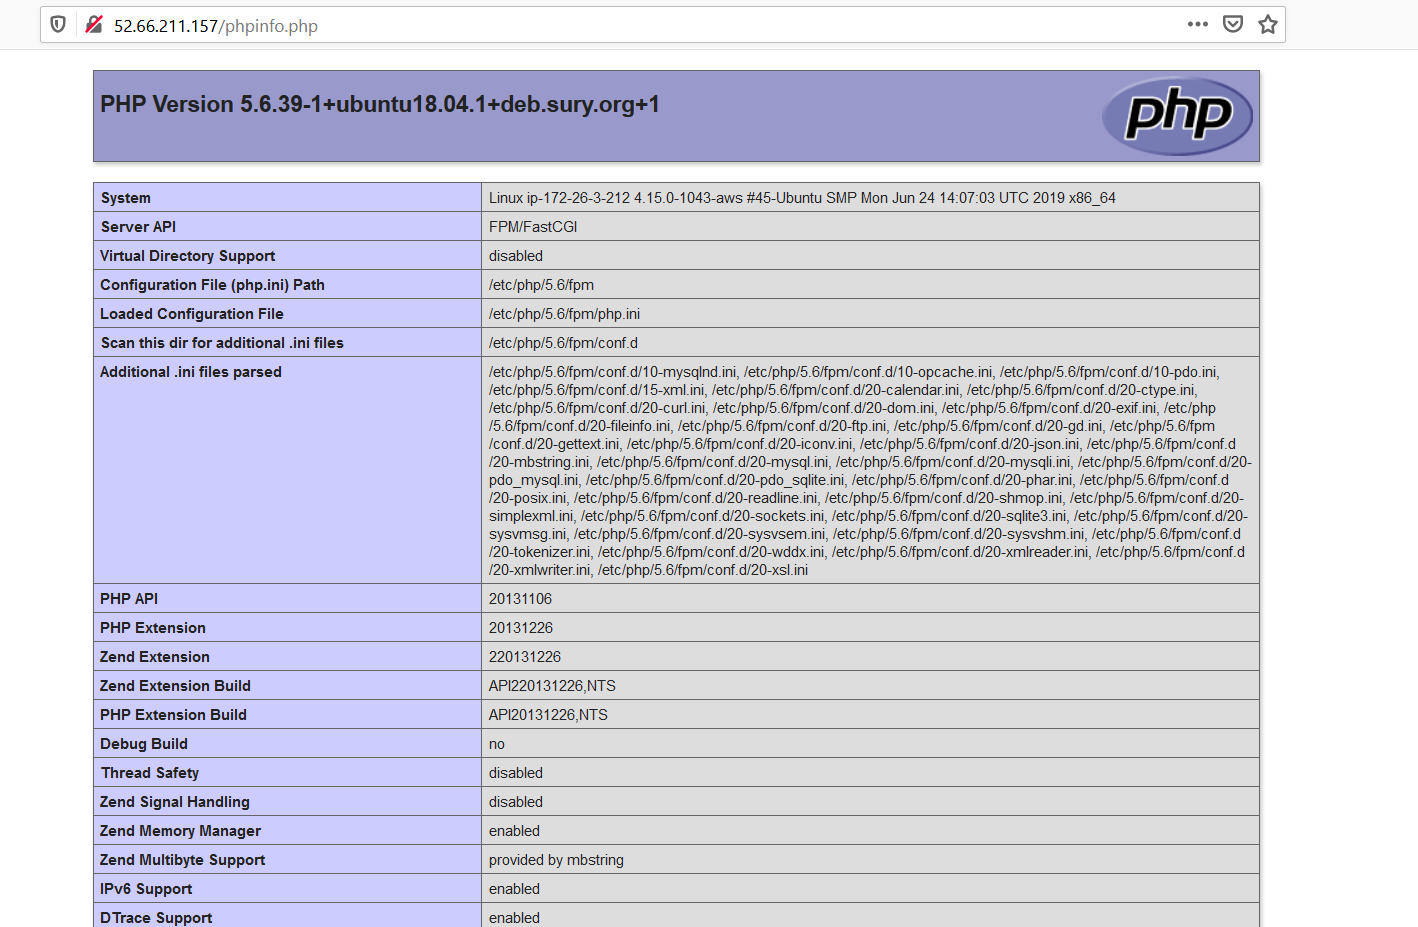 52.66.211.157/phpinfo.php
PHP Version 5.6.39-1+ubuntu18.04.1+deb.sury.org+1
php
System Linux ip-172-26-3-212 4.15.0-1043-aws #45-Ubuntu SMP Mon Jun 24 14:07:03 UTC 2019 x86_64
Server API FPM/FastCGI
Virtual Directory Support disabled
Configuration File (php.ini) Path /etc/php/5.6/fpm
Loaded Configuration File /etc/php/5.6/fpm/php.ini
Scan this dir for additional .ini files /etc/php/5.6/fpm/conf.d
Additional .ini files parsed /etc/php/5.6/fpm/conf.d/10-mysqlnd.ini, /etc/php/5.6/fpm/conf.d/10-opcache.ini, /etc/php/5.6/fpm/conf.d/10-pdo.ini,
/etc/php/5.6/fpm/conf.d/15-xml.ini, /etc/php/5.6/fpm/conf.d/20-calendar.ini, /etc/php/5.6/fpm/conf.d/20-ctype.ini,
/etc/php/5.6/fpm/conf.d/20-curl.ini, /etc/php/5.6/fpm/conf.d/20-dom.ini, /etc/php/5.6/fpm/conf.d/20-exif.ini, /etc/php
/5.6/fpm/conf.d/20-fileinfo.ini, /etc/php/5.6/fpm/conf.d/20-ftp.ini, /etc/php/5.6/fpm/conf.d/20-gd.ini, /etc/php/5.6/fpm
/conf.d/20-gettext.ini, /etc/php/5.6/fpm/conf.d/20-iconv.ini, /etc/php/5.6/fpm/conf.d/20-json.ini, /etc/php/5.6/fpm/conf.d
/20-mbstring.ini, /etc/php/5.6/fpm/conf.d/20-mysql.ini, /etc/php/5.6/fpm/conf.d/20-mysqli.ini, /etc/php/5.6/fpm/conf.d/20-
pdo_mysql.ini, /etc/php/5.6/fpm/conf.d/20-pdo_sqlite.ini, /etc/php/5.6/fpm/conf.d/20-phar.ini, /etc/php/5.6/fpm/conf.d
/20-posix.ini, /etc/php/5.6/fpm/conf.d/20-readline.ini, /etc/php/5.6/fpm/conf.d/20-shmop.ini, /etc/php/5.6/fpm/conf.d/20-
simplexml.ini, /etc/php/5.6/fpm/conf.d/20-sockets.ini, /etc/php/5.6/fpm/conf.d/20-sqlite3.ini, /etc/php/5.6/fpm/conf.d/20-
sysvmsg.ini, /etc/php/5.6/fpm/conf.d/20-sysvsem.ini, /etc/php/5.6/fpm/conf.d/20-sysvshm.ini, /etc/php/5.6/fpm/conf.d
/20-tokenizer.ini, /etc/php/5.6/fpm/conf.d/20-wddx.ini, /etc/php/5.6/fpm/conf.d/20-xmlreader.ini, /etc/php/5.6/fpm/conf.d
/20-xmlwriter.ini, /etc/php/5.6/fpm/conf.d/20-xsl.ini
PHP API 20131106
PHP Extension 20131226
Zend Extension 220131226
Zend Extension Build API220131226,NTS
PHP Extension Build API20131226,NTS
Debug Build no
Thread Safety disabled
Zend Signal Handling disabled
Zend Memory Manager enabled
Zend Multibyte Support provided by mbstring
IPv6 Support enabled
DTrace Support enabled